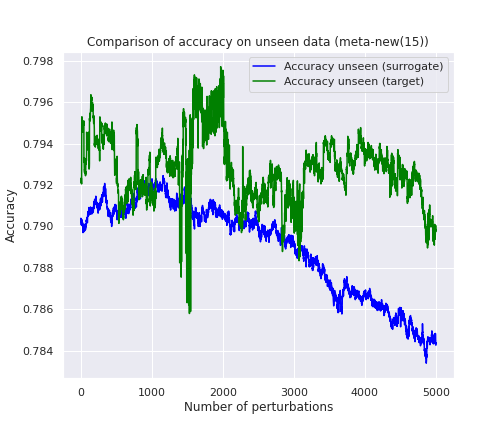 Comparison of accuracy on unseen data (meta-new(15))
Accuracy unseen (surrogate)
Accuracy unseen (target)
0.798
0.796
0.794
0.792
0.790
0.788
0.786
0.784
Accuracy
0 1000 2000 3000 4000 5000
Number of perturbations